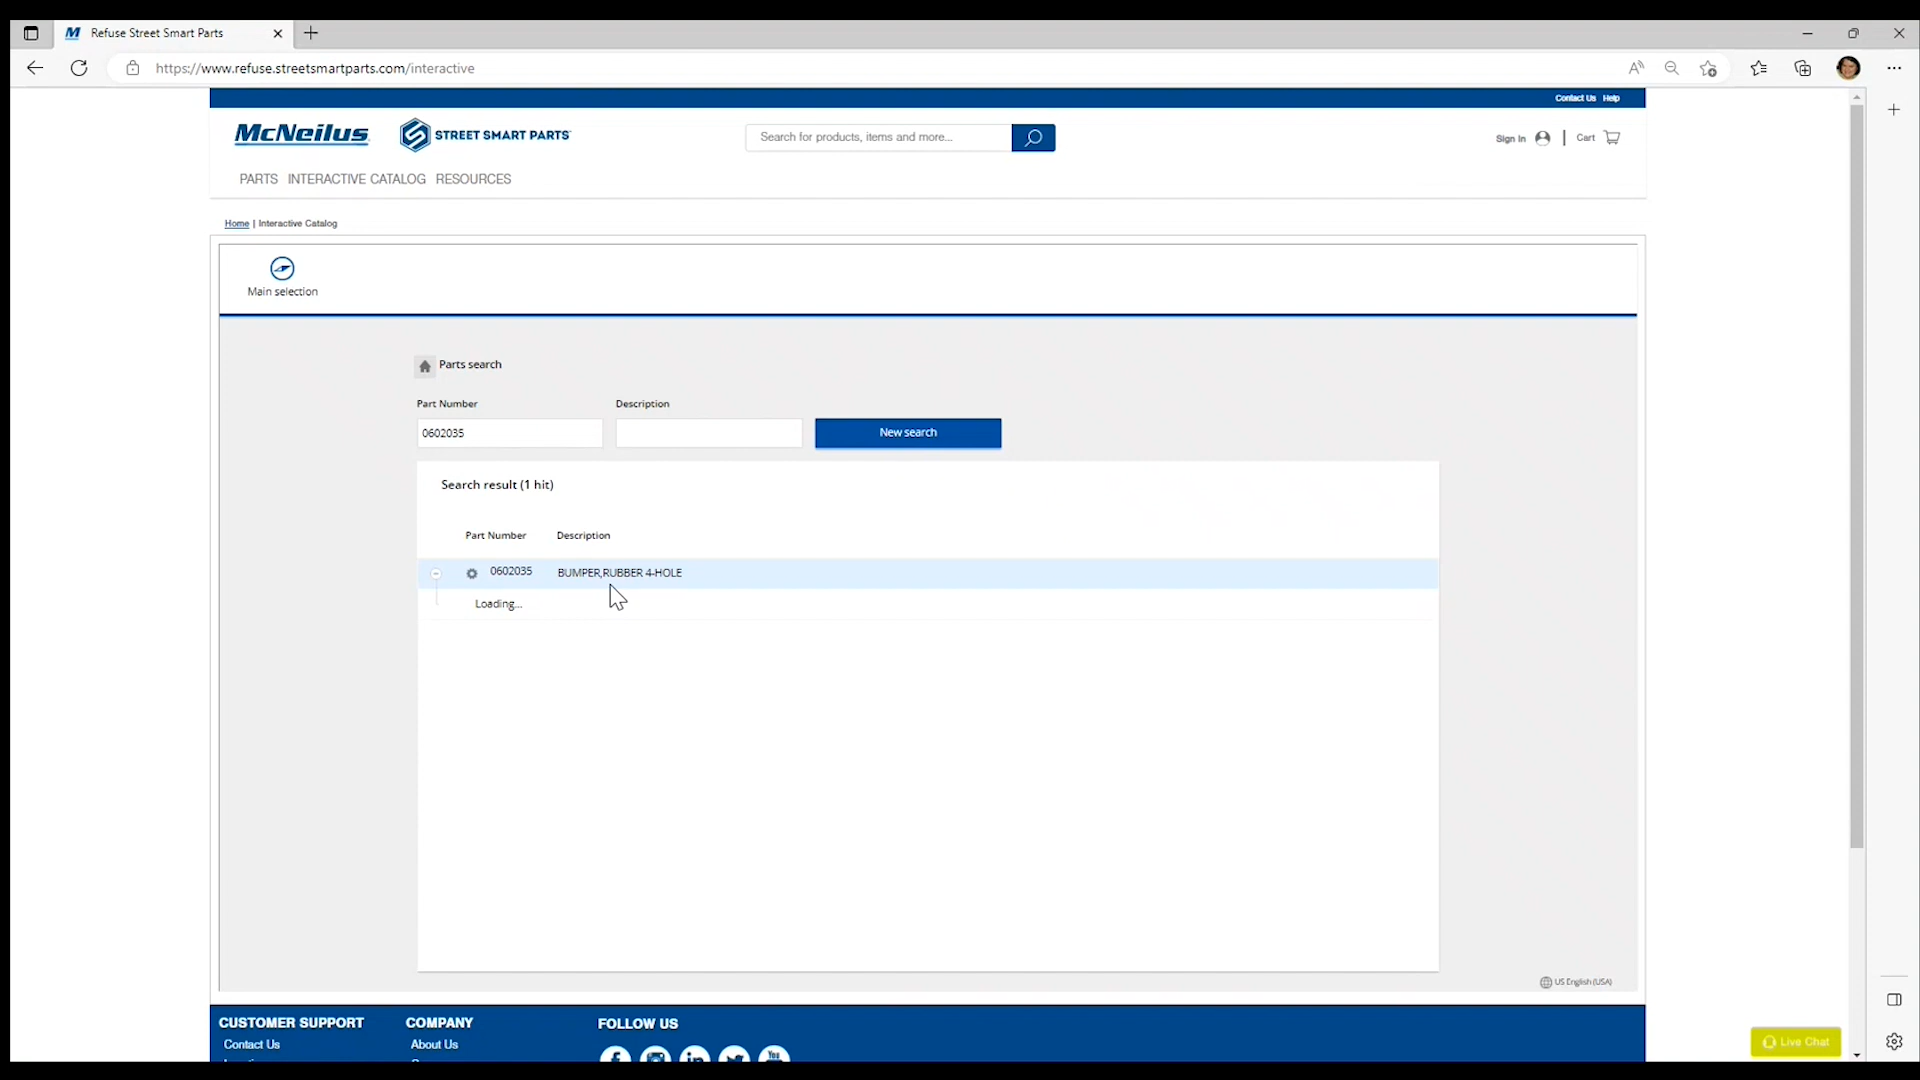 Refuse Street Smart Parts
https://www.refuse.streetsmartparts.com/interactive
Contact Us Help
McNeilus STREET SMART PARTS
Search for products, items and more...
Sign In | Cart
PARTS INTERACTIVE CATALOG RESOURCES
Home | Interactive Catalog
Main selection
Parts search
Part Number Description
0602035
New search
Search result (1 hit)
Part Number Description
0602035 BUMPER,RUBBER 4-HOLE
Loading...
US English (USA)
CUSTOMER SUPPORT COMPANY FOLLOW US
Contact Us About Us
Live Chat